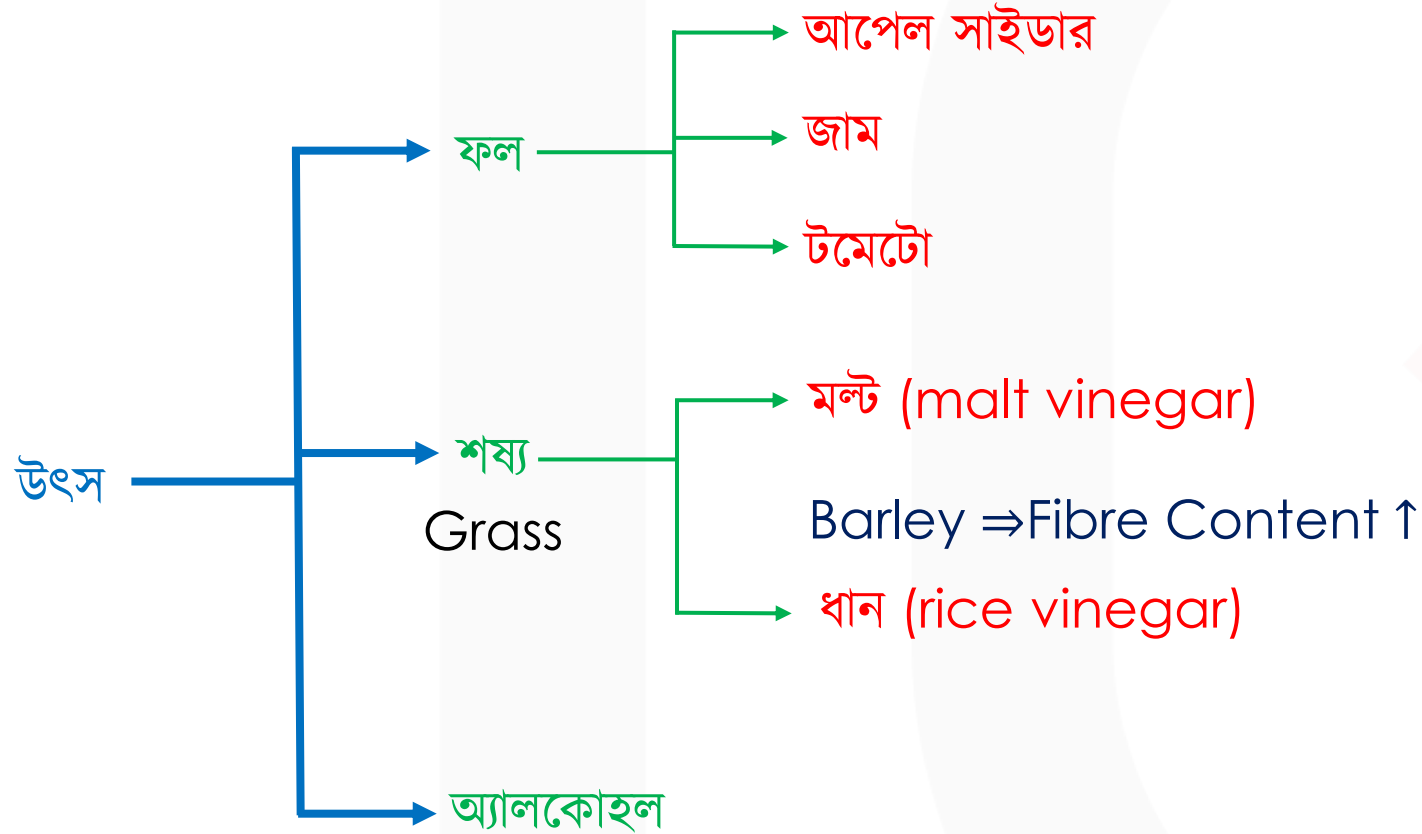 আপেল সাইডার
জাম
ফল
টমেটো
মল্ট (malt vinegar)
শষ্য
উৎস
Grass
Barley ⇒Fibre Content ↑
ধান (rice vinegar)
অ্যালকোহল